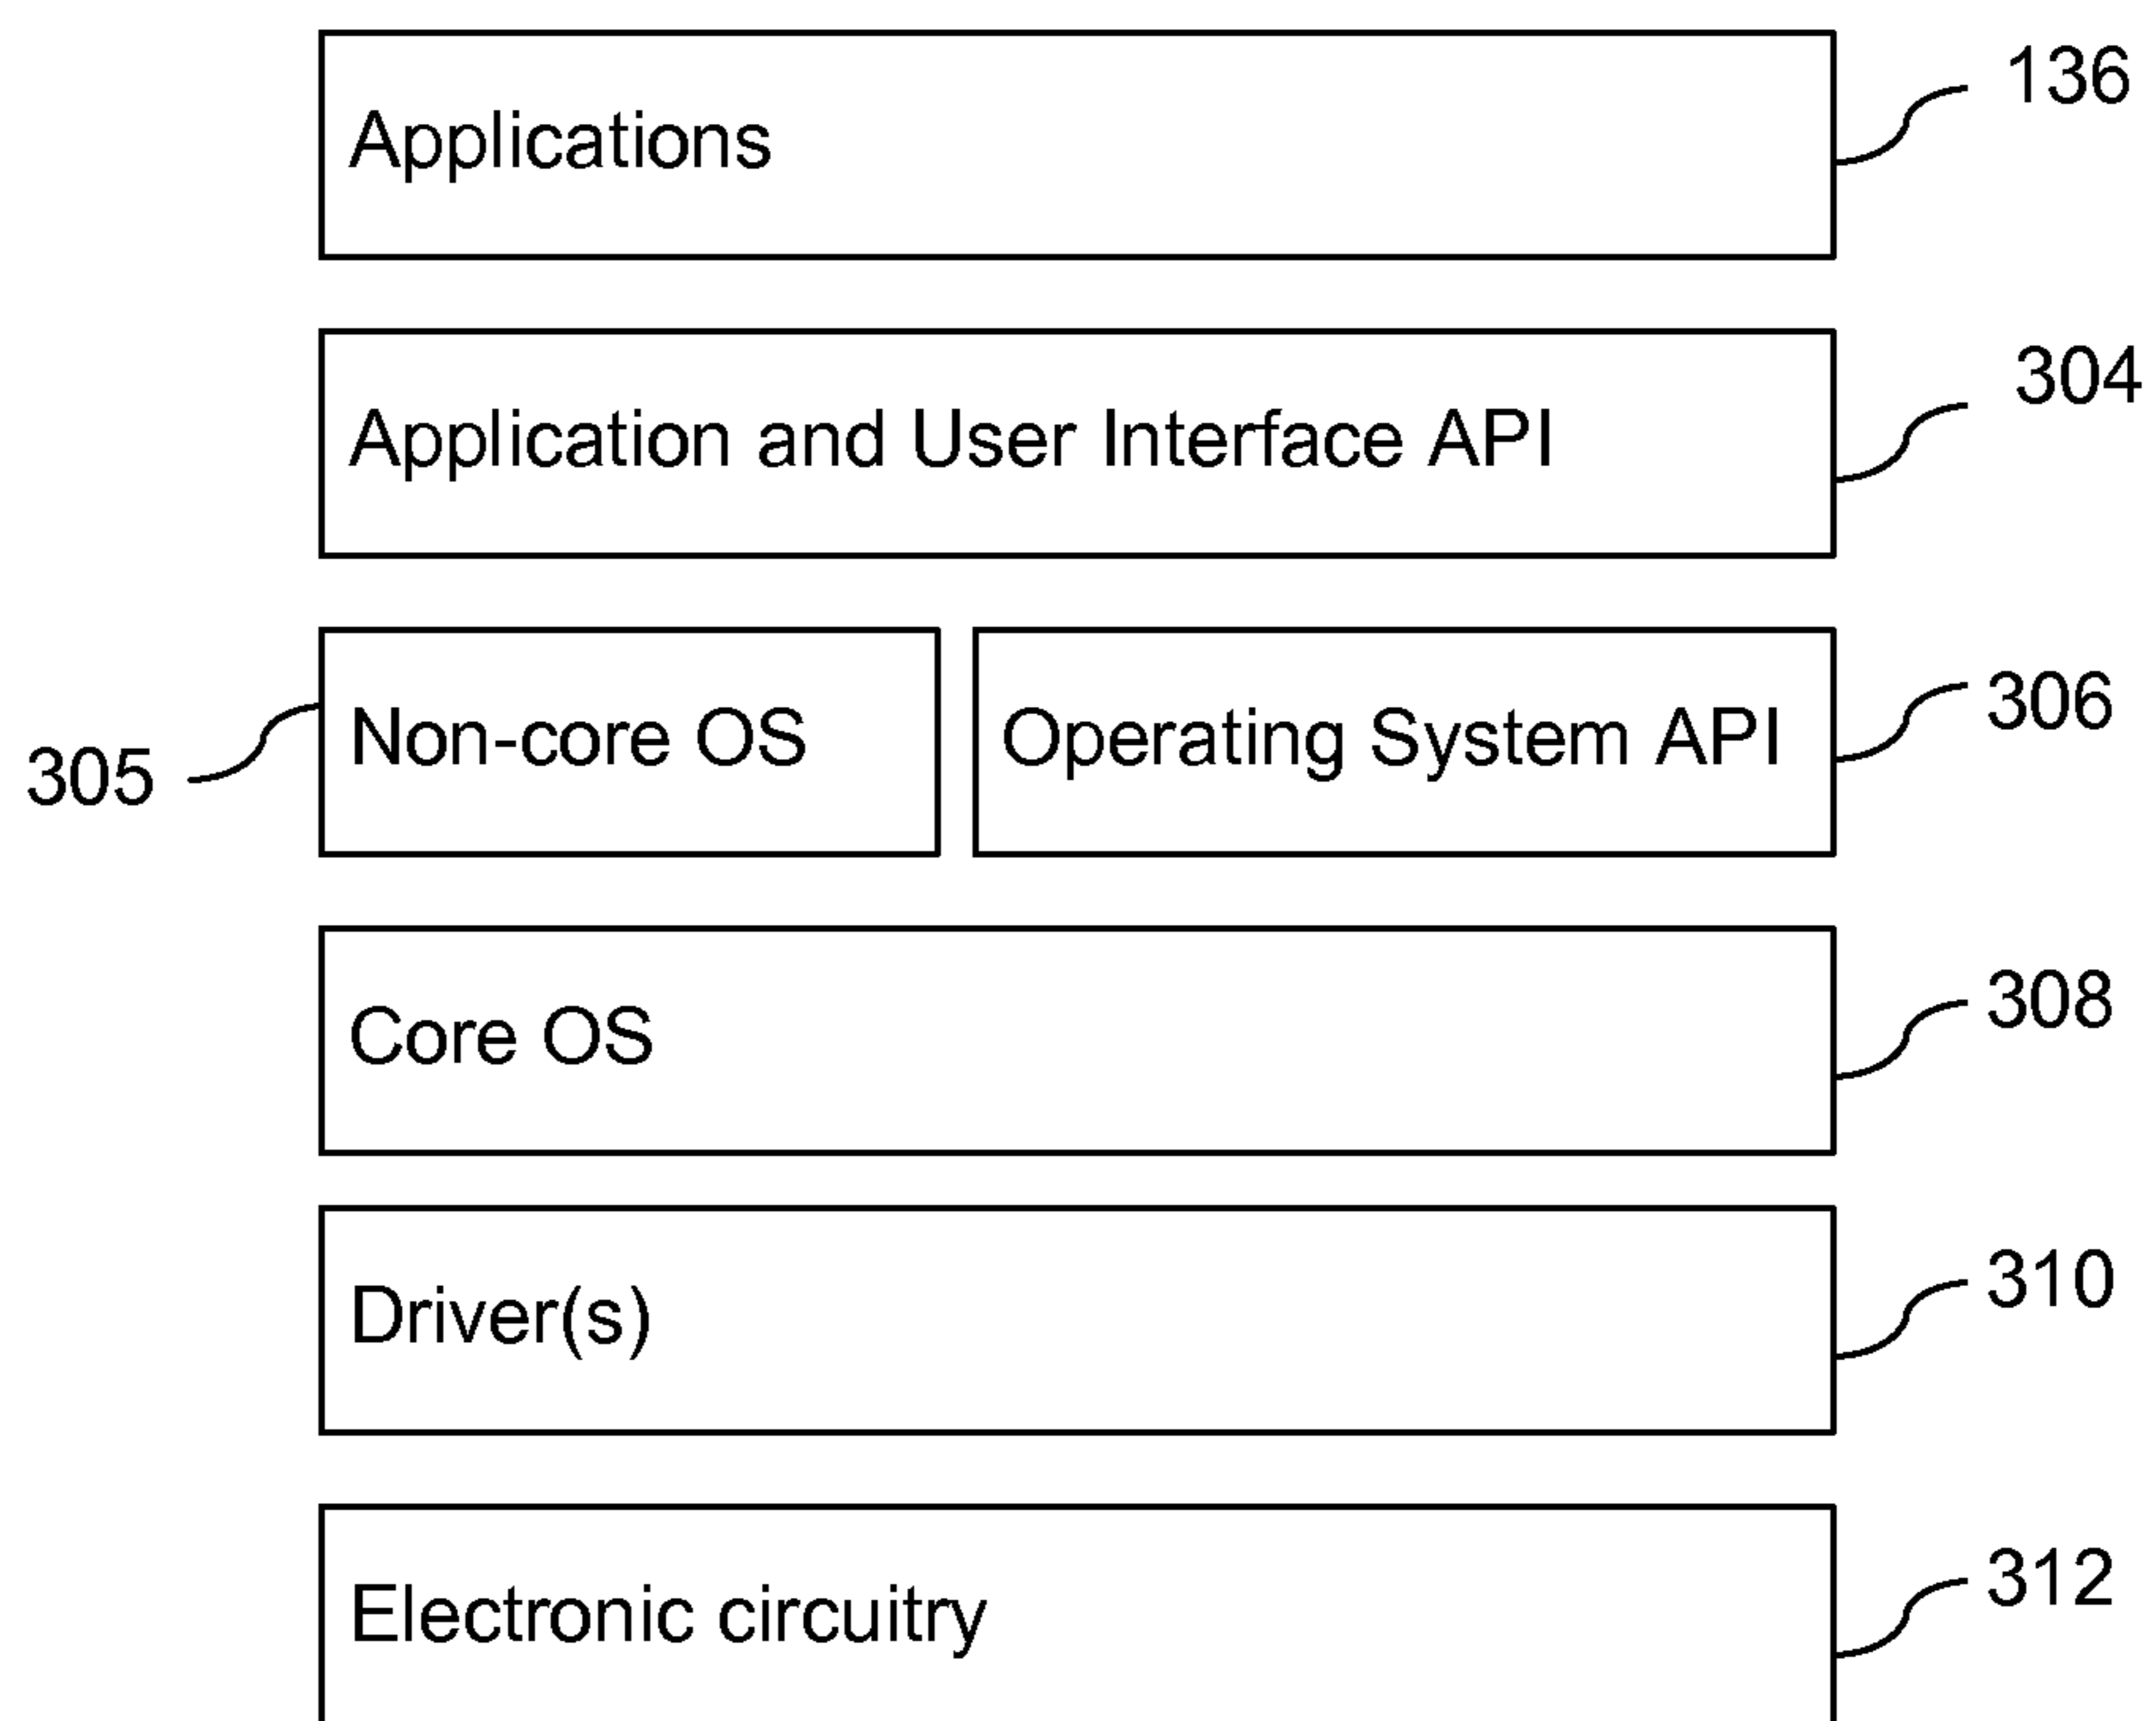 Applications 136
Application and User Interface API 304
305 Non-core OS Operating System API 306
Core OS 308
Driver(s) 310
Electronic circuitry 312